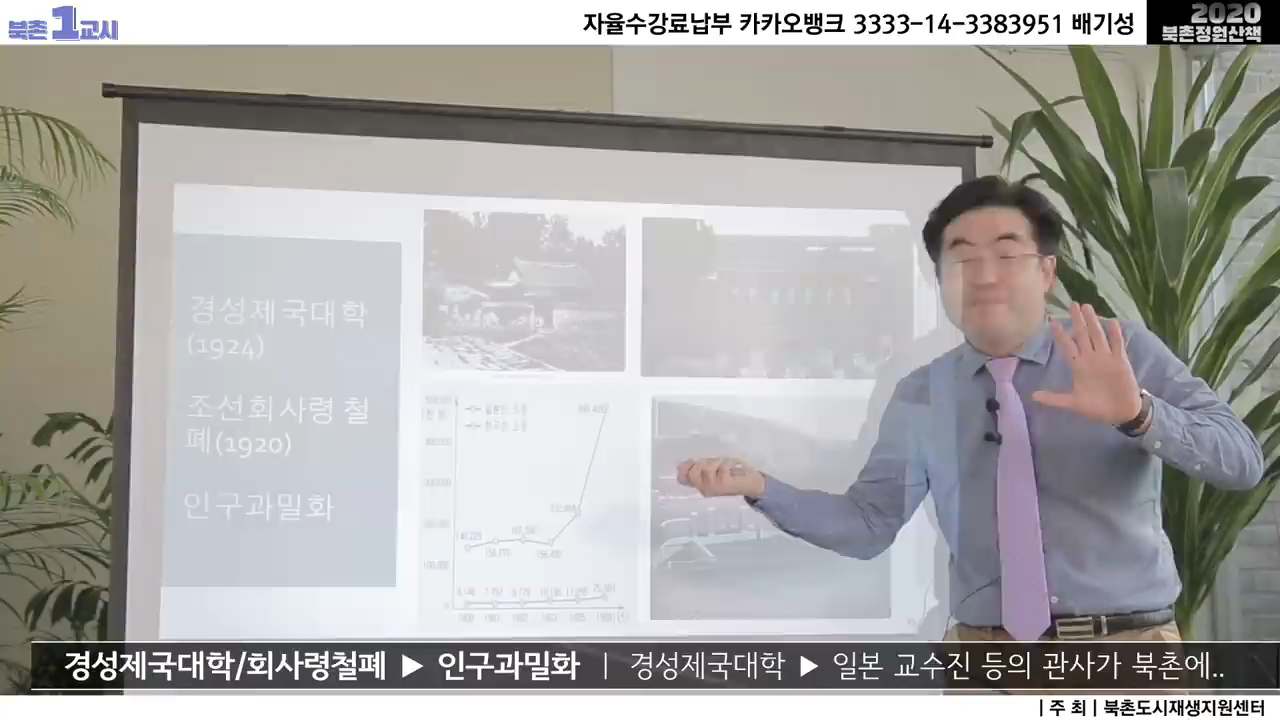 북촌1교시
자율수강료납부 카카오뱅크 3333-14-3383951 배기성
2020
북촌정원산책
경성제국대학
(1924)
조선회사령 철
폐(1920)
인구과밀화
경성제국대학/회사령철폐 ▶ 인구과밀화 | 경성제국대학 ▶ 일본 교수진 등의 관사가 북촌에..
| 주 최 | 북촌도시재생지원센터